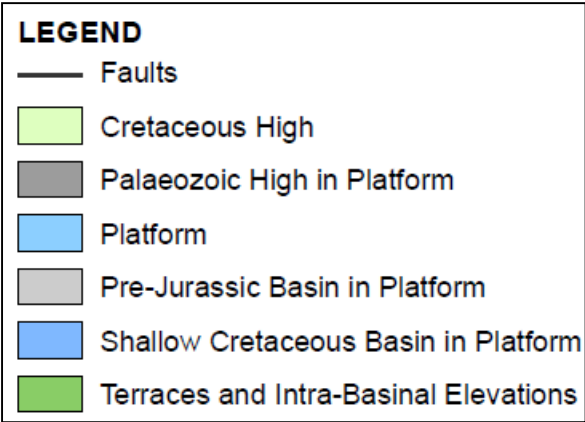 LEGEND
Faults
Cretaceous High
Palaeozoic High in Platform
Platform
Pre-Jurassic Basin in Platform
Shallow Cretaceous Basin in Platform
Terraces and Intra-Basinal Elevations